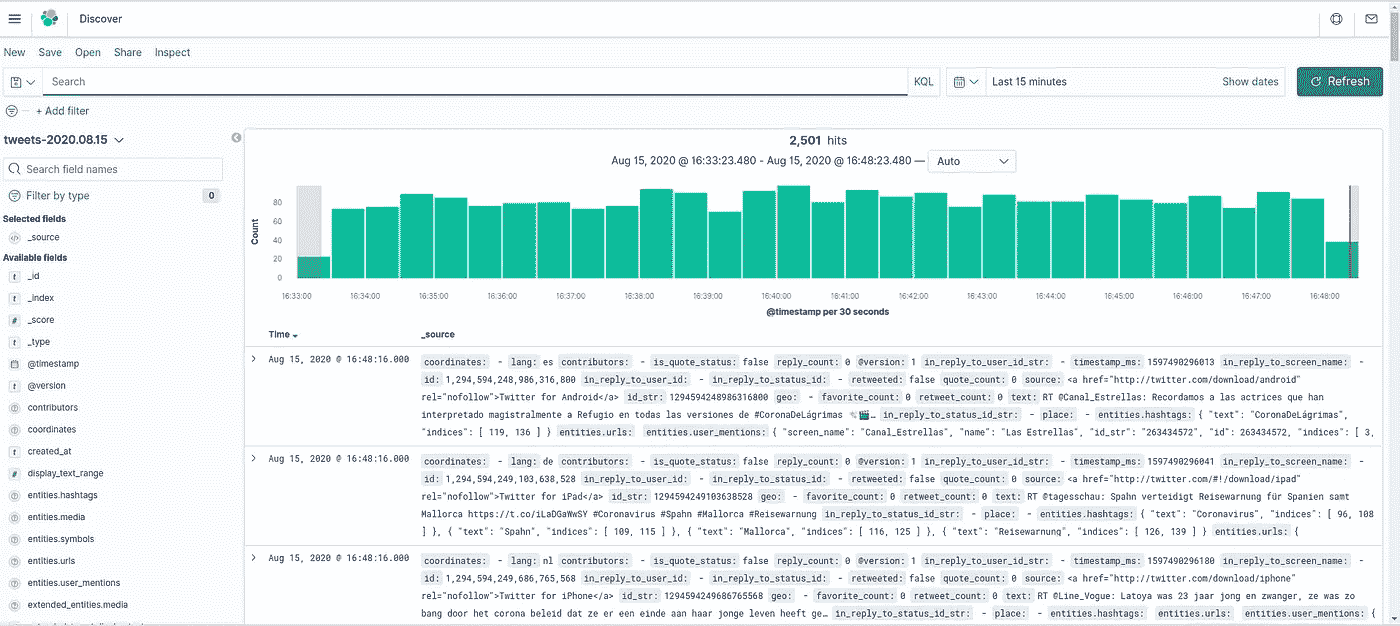 Discover
New Save Open Share Inspect
Search KQL Last 15 minutes Show dates Refresh
+ Add filter
tweets-2020.08.15
Search field names
Filter by type 0
Selected fields
_source
Available fields
_id
_index
_score
_type
@timestamp
@version
contributors
coordinates
created_at
display_text_range
entities.hashtags
entities.media
entities.symbols
entities.urls
entities.user_mentions
extended_entities.media
2,501 hits
Aug 15, 2020 @ 16:33:23.480 - Aug 15, 2020 @ 16:48:23.480 — Auto
Count
80
60
40
20
0
16:33:00 16:34:00 16:35:00 16:36:00 16:37:00 16:38:00 16:39:00 16:40:00 16:41:00 16:42:00 16:43:00 16:44:00 16:45:00 16:46:00 16:47:00 16:48:00
@timestamp per 30 seconds
Time _source
Aug 15, 2020 @ 16:48:16.000 coordinates: - lang: es contributors: - is_quote_status: false reply_count: 0 @version: 1 in_reply_to_user_id_str: - timestamp_ms: 1597490296013 in_reply_to_screen_name: -
id: 1,294,594,248,986,316,800 in_reply_to_user_id: - in_reply_to_status_id: - retweeted: false quote_count: 0 source: <a href="http://twitter.com/download/android"
rel="nofollow">Twitter for Android</a> id_str: 1294594248986316800 geo: - favorite_count: 0 retweet_count: 0 text: RT @Canal_Estrellas: Recordamos a las actrices que han
interpretado magistralmente a Refugio en todas las versiones de #CoronaDeLágrimas 🎬… in_reply_to_status_id_str: - place: - entities.hashtags: { "text": "CoronaDeLágrimas",
"indices": [ 119, 136 ] } entities.urls: entities.user_mentions: { "screen_name": "Canal_Estrellas", "name": "Las Estrellas", "id_str": "263434572", "id": 263434572, "indices": [ 3,
Aug 15, 2020 @ 16:48:16.000 coordinates: - lang: de contributors: - is_quote_status: false reply_count: 0 @version: 1 in_reply_to_user_id_str: - timestamp_ms: 1597490296041 in_reply_to_screen_name: -
id: 1,294,594,249,103,638,528 in_reply_to_user_id: - in_reply_to_status_id: - retweeted: false quote_count: 0 source: <a href="http://twitter.com/#!/download/ipad"
rel="nofollow">Twitter for iPad</a> id_str: 1294594249103638528 geo: - favorite_count: 0 retweet_count: 0 text: RT @tagesschau: Spahn verteidigt Reisewarnung für Spanien samt
Mallorca https://t.co/iLaDGaWwSY #Coronavirus #Spahn #Mallorca #Reisewarnung in_reply_to_status_id_str: - place: - entities.hashtags: { "text": "Coronavirus", "indices": [ 96, 108
] }, { "text": "Spahn", "indices": [ 109, 115 ] }, { "text": "Mallorca", "indices": [ 116, 125 ] }, { "text": "Reisewarnung", "indices": [ 126, 139 ] } entities.urls: {
Aug 15, 2020 @ 16:48:16.000 coordinates: - lang: nl contributors: - is_quote_status: false reply_count: 0 @version: 1 in_reply_to_user_id_str: - timestamp_ms: 1597490296180 in_reply_to_screen_name: -
id: 1,294,594,249,686,765,568 in_reply_to_user_id: - in_reply_to_status_id: - retweeted: false quote_count: 0 source: <a href="http://twitter.com/download/iphone"
rel="nofollow">Twitter for iPhone</a> id_str: 1294594249686765568 geo: - favorite_count: 0 retweet_count: 0 text: RT @Line_Vogue: Latoya was 23 jaar jong en zwanger, ze was zo
bang door het corona beleid dat ze er een einde aan haar jonge leven heeft ge… in_reply_to_status_id_str: - place: - entities.hashtags: entities.urls: entities.user_mentions: {